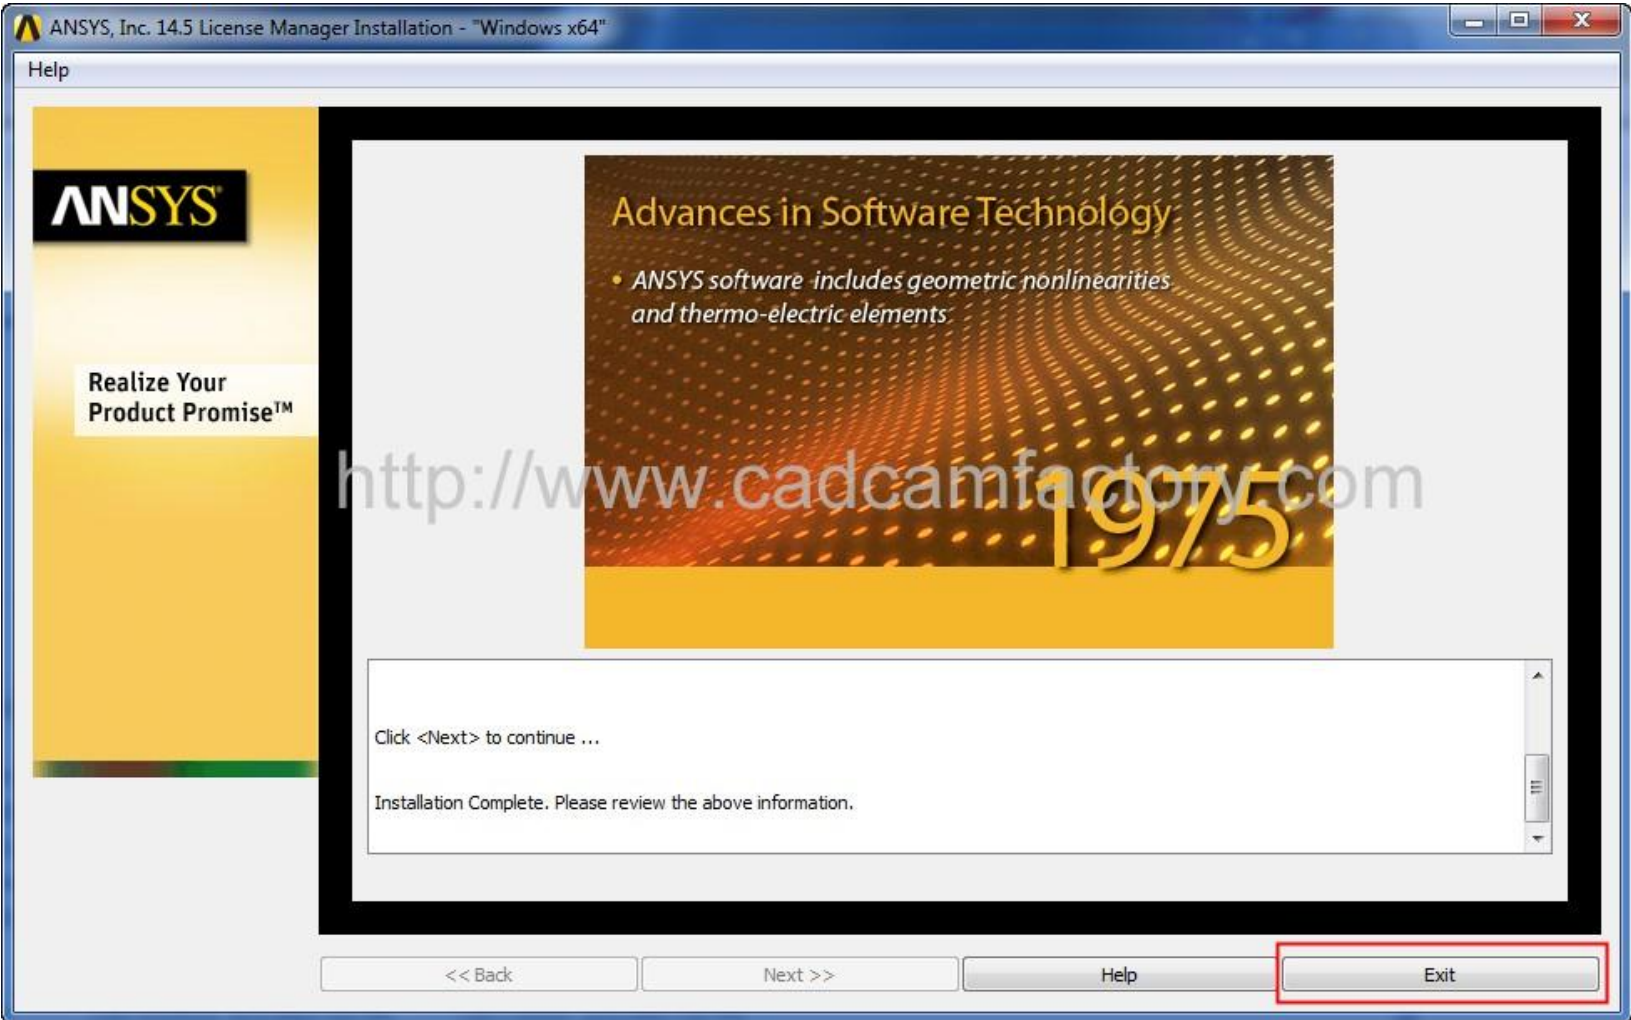 ANSYS, Inc. 14.5 License Manager Installation - "Windows x64"
Help
ANSYS®
Realize Your
Product Promise™
Advances in Software Technology
• ANSYS software includes geometric nonlinearities
and thermo-electric elements
http://www.cadcamfactory.com
1975
Click <Next> to continue ...
Installation Complete. Please review the above information.
<< Back
Next >>
Help
Exit